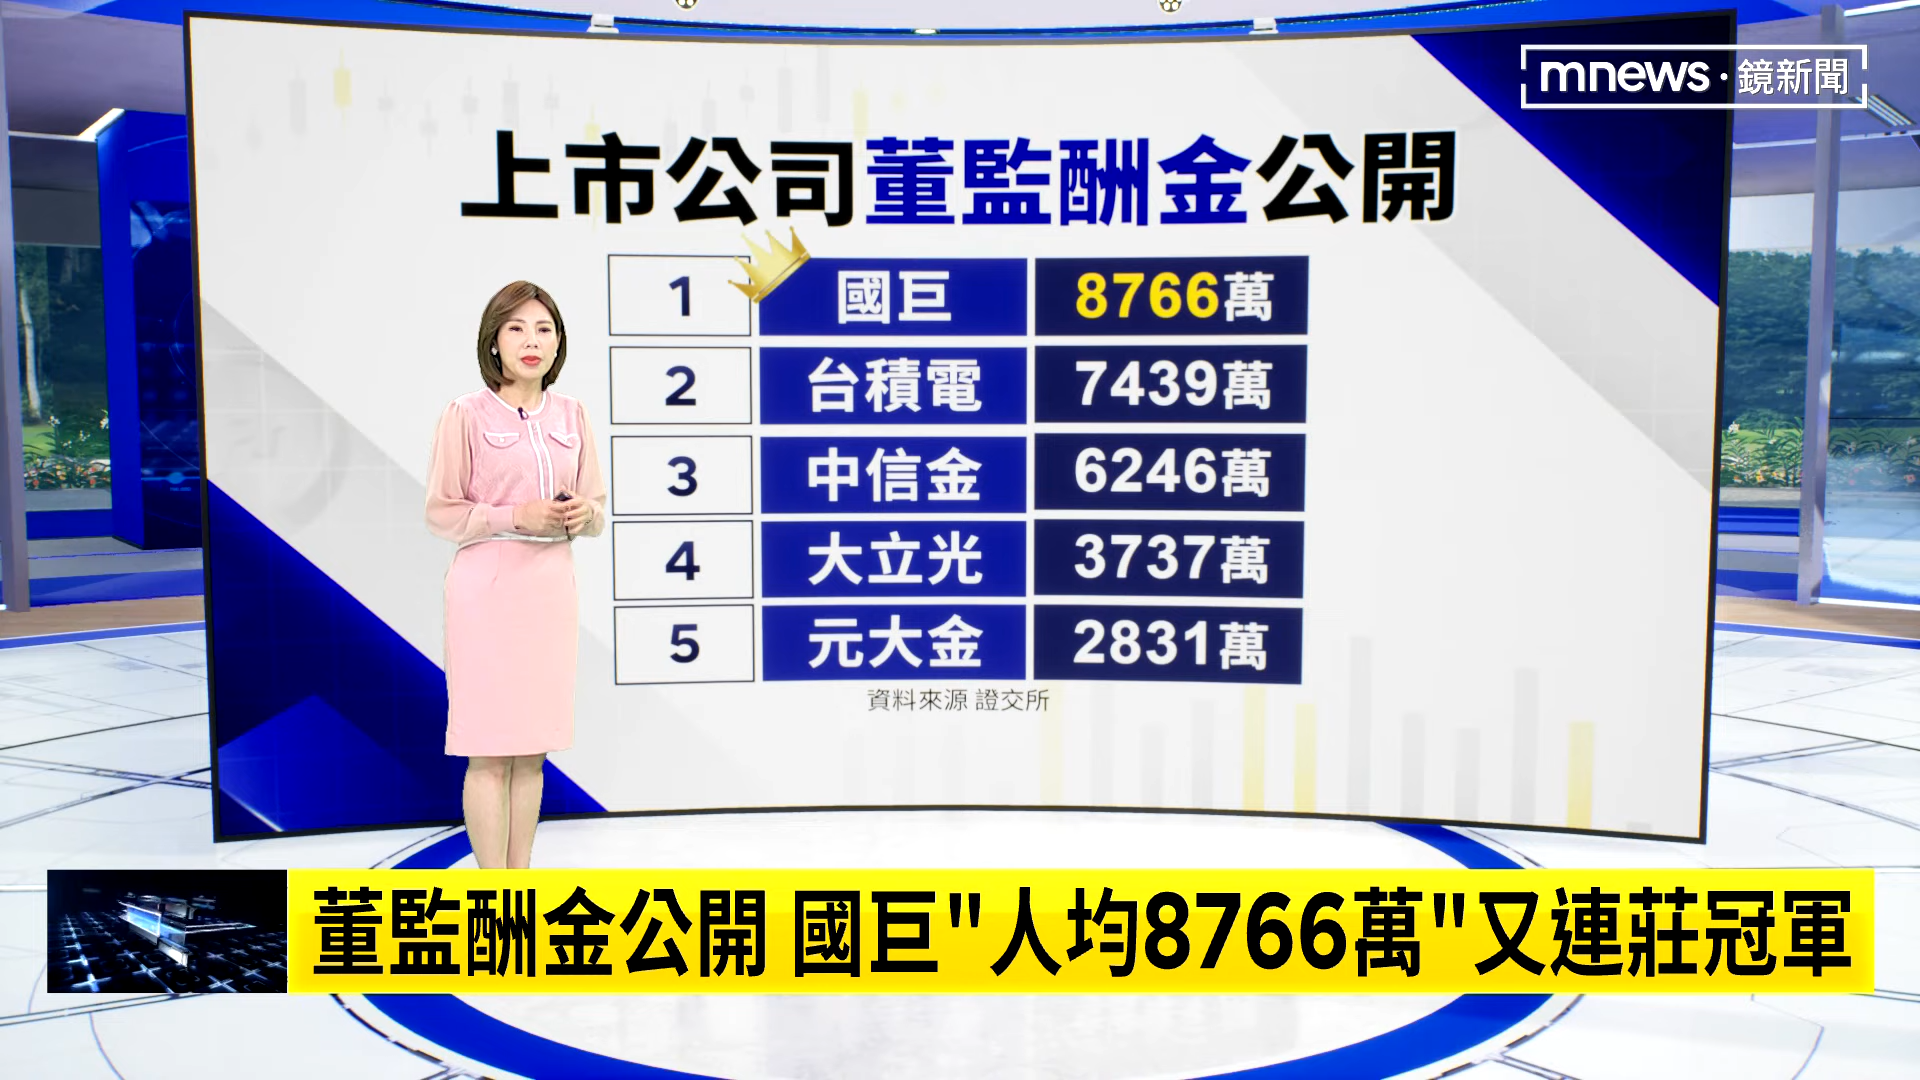 mnews·鏡新聞
上市公司董監酬金公開
1 國巨 8766萬
2 台積電 7439萬
3 中信金 6246萬
4 大立光 3737萬
5 元大金 2831萬
資料來源 證交所
董監酬金公開 國巨"人均8766萬"又連莊冠軍